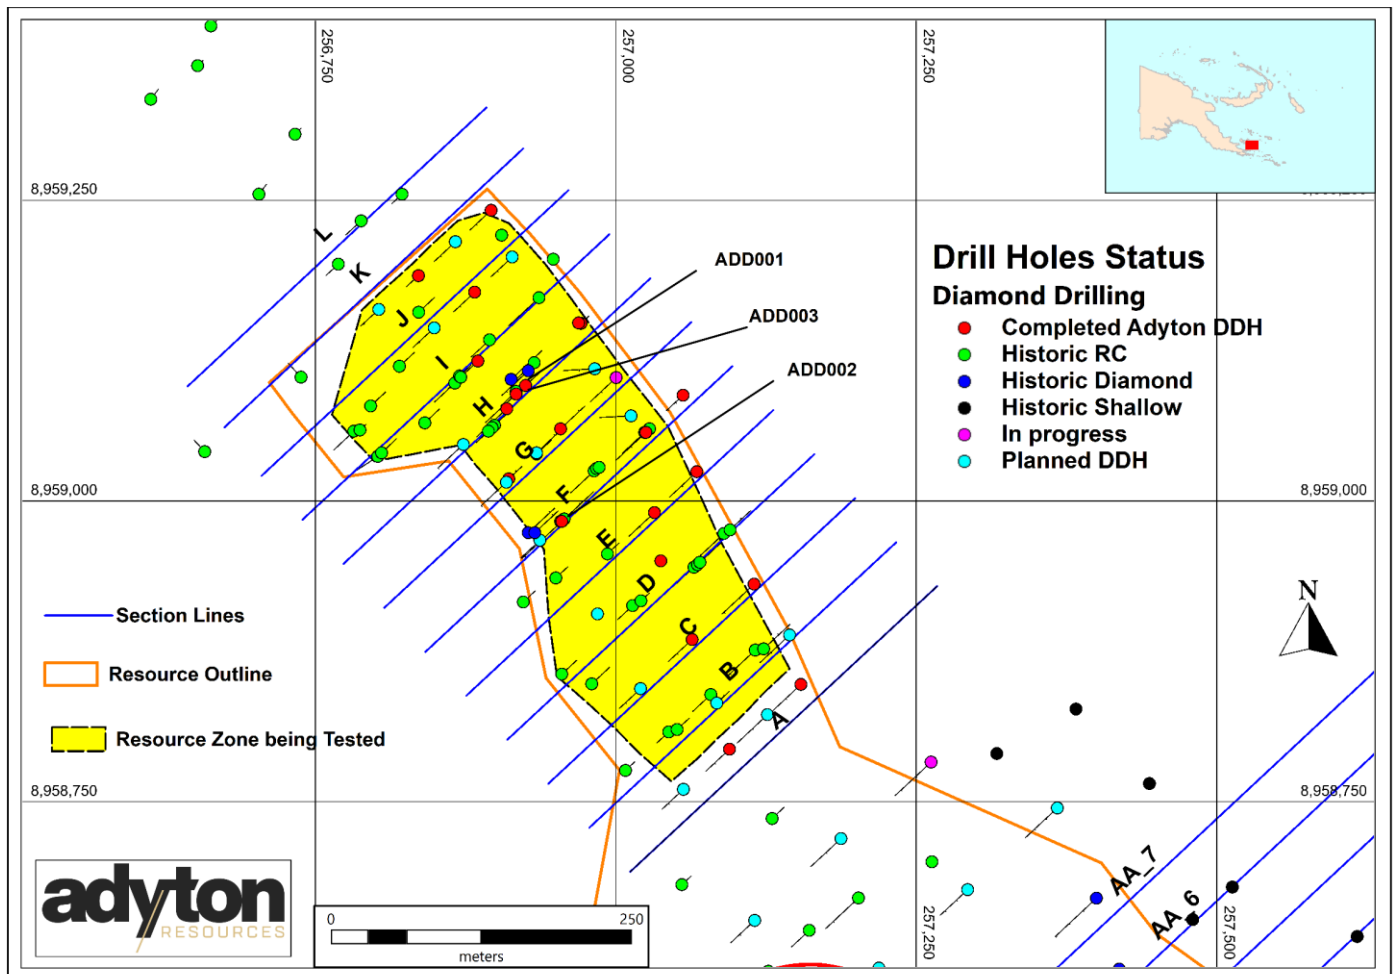 256,750
257,000
257,250
8,959,250
ADD001
ADD003
ADD002
L
K
J
I
H
G
F
E
D
C
B
A
Drill Holes Status
Diamond Drilling
Completed Adyton DDH
Historic RC
Historic Diamond
Historic Shallow
In progress
Planned DDH
8,959,000
8,959,000
N
Section Lines
Resource Outline
Resource Zone being Tested
8,958,750
8,958,750
AA_7
AA_6
257,250
257,500
adyton
RESOURCES
0 250
meters